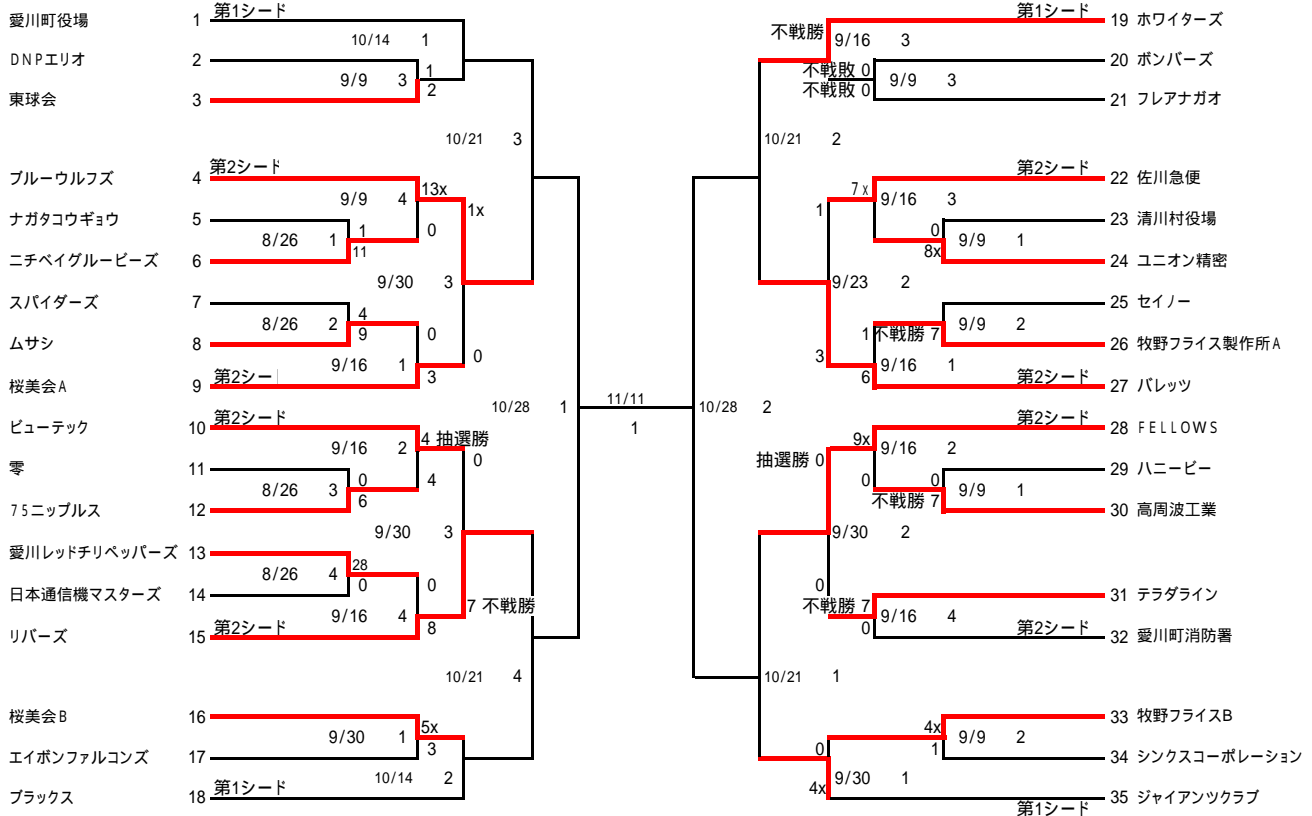 愛川町役場 1 第1シード
10/14 1
DNPエリオ 2
9/9 3 1
2
東球会 3
10/21 3
ブルーウルフズ 4 第2シード
9/9 4 13x
1x
ナガタコウギョウ 5
8/26 1 1
11
0
ニチベイグルービーズ 6
9/30 3
スパイダーズ 7
8/26 2 4
9
0
ムサシ 8
9/16 1
3
0
桜美会A 9 第2シー
10/28 1
ビューテック 10 第2シード
9/16 2 4 抽選勝
0
零 11
8/26 3 0
6
4
75ニップルス 12
9/30 3
愛川レッドチリペッパーズ 13
8/26 4 28
0
0
日本通信機マスターズ 14
9/16 4
8
7 不戦勝
リバーズ 15 第2シード
10/21 4
桜美会B 16
9/30 1 5x
3
エイボンファルコンズ 17
10/14 2
ブラックス 18 第1シード
11/11
1
第1シード 19 ホワイターズ
不戦勝 9/16 3
20 ボンバーズ
不戦敗 0 9/9 3
不戦敗 0
21 フレアナガオ
10/21 2
第2シード 22 佐川急便
7x 9/16 3
1
23 清川村役場
0 9/9 1
8x
24 ユニオン精密
9/23 2
25 セイノー
1 不戦勝 7 9/9 2
26 牧野フライス製作所A
3
6 9/16 1
第2シード 27 バレッツ
10/28 2
第2シード 28 FELLOWS
9x 9/16 2
抽選勝 0
29 ハニービー
0 0 9/9 1
不戦勝 7
30 高周波工業
9/30 2
0
31 テラダライン
不戦勝 7 9/16 4
0
第2シード 32 愛川町消防署
10/21 1
33 牧野フライスB
4x 9/9 2
0 1
34 シンクスコーポレーション
9/30 1
4x
35 ジャイアンツクラブ
第1シード